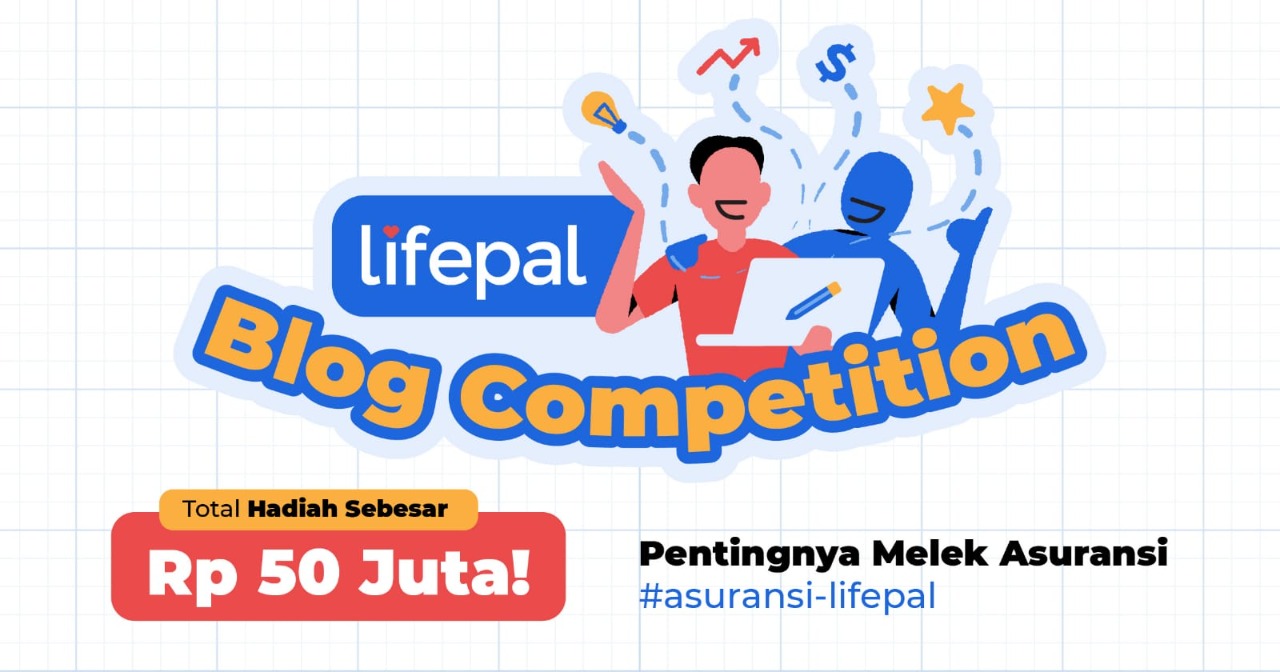 lifepal
Blog Competition
Total Hadiah Sebesar
Rp 50 Juta!
Pentingnya Melek Asuransi
#asuransi-lifepal